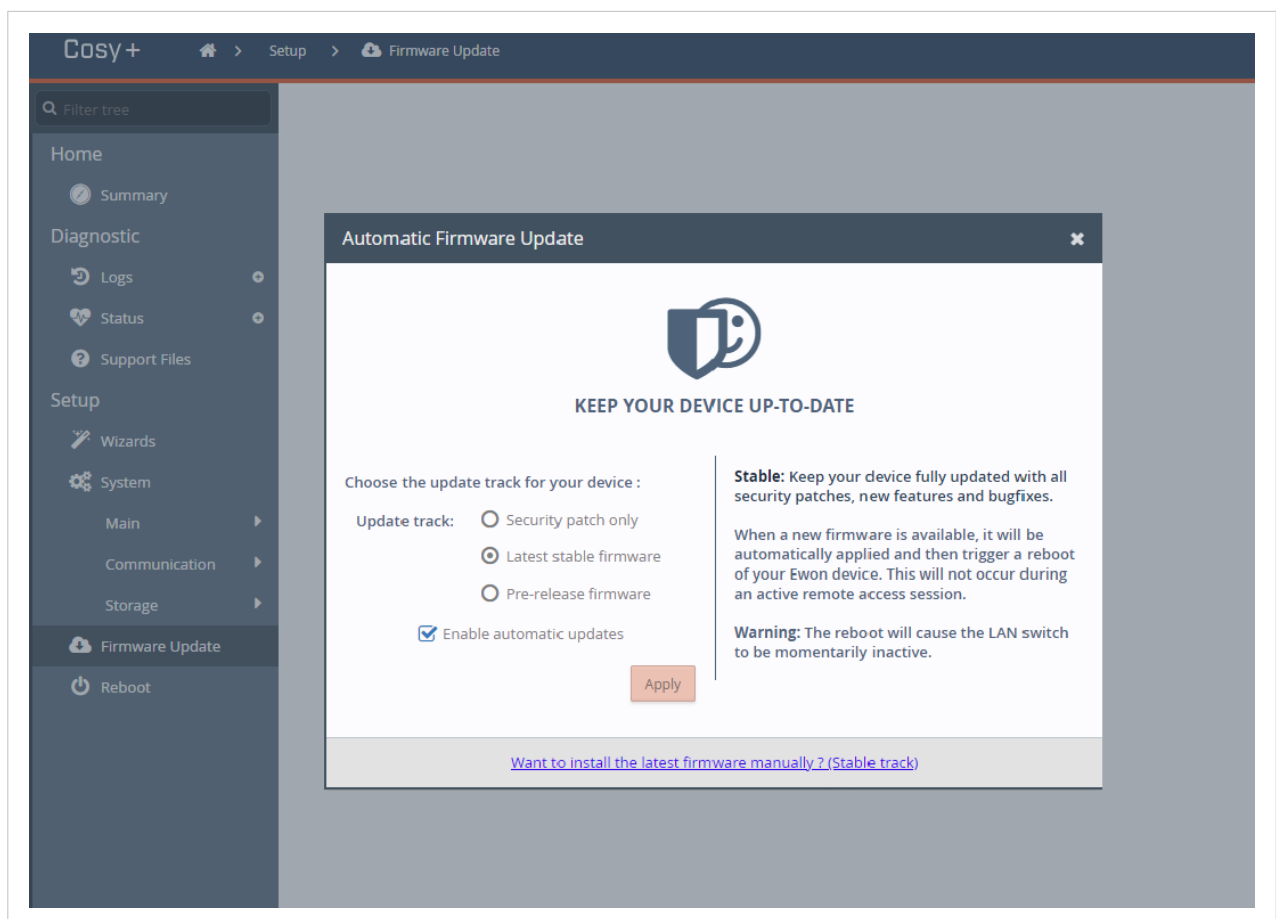 Cosy+ > Setup > Firmware Update
Filter tree
Home
Summary
Diagnostic
Logs
Status
Support Files
Setup
Wizards
System
Main
Communication
Storage
Firmware Update
Reboot
Automatic Firmware Update
KEEP YOUR DEVICE UP-TO-DATE
Choose the update track for your device :
Update track:
Security patch only
Latest stable firmware
Pre-release firmware
Enable automatic updates
Apply
Stable: Keep your device fully updated with all
security patches, new features and bugfixes.
When a new firmware is available, it will be
automatically applied and then trigger a reboot
of your Ewon device. This will not occur during
an active remote access session.
Warning: The reboot will cause the LAN switch
to be momentarily inactive.
Want to install the latest firmware manually ? (Stable track)